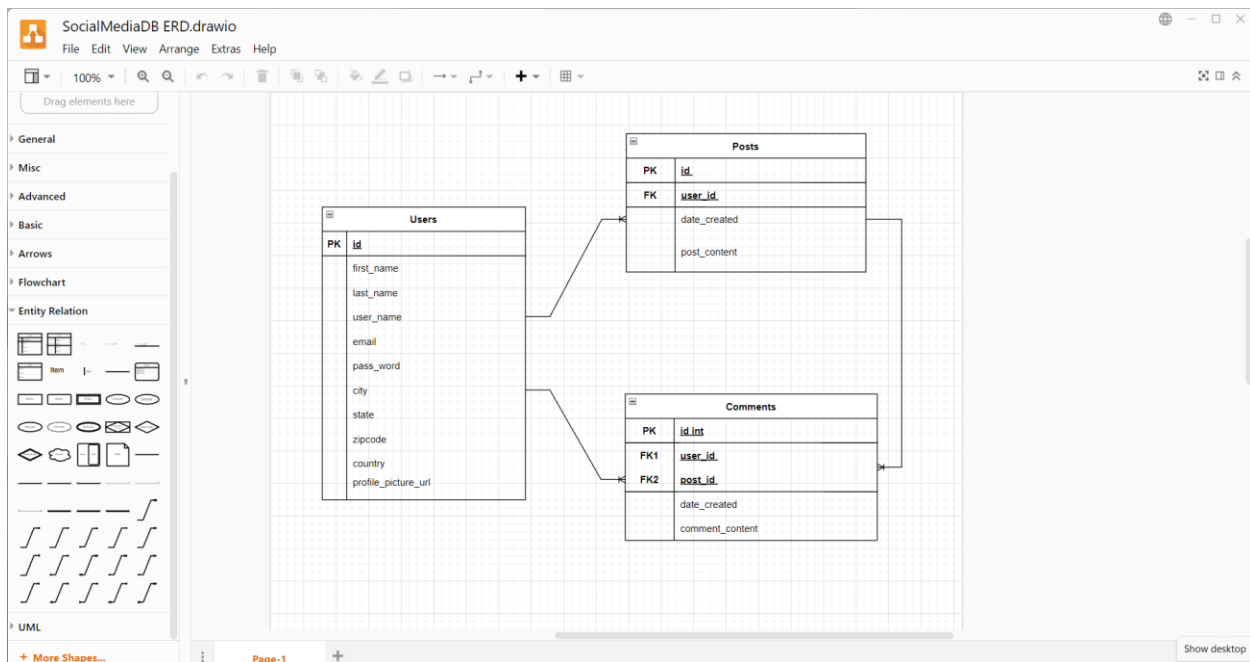 SocialMediaDB ERD.drawio
File Edit View Arrange Extras Help
100%
Drag elements here
General
Misc
Advanced
Basic
Arrows
Flowchart
Entity Relation
Item
UML
+ More Shapes...
Users
PK id
first_name
last_name
user_name
email
pass_word
city
state
zipcode
country
profile_picture_url
Posts
PK id
FK user_id
date_created
post_content
Comments
PK id int
FK1 user_id
FK2 post_id
date_created
comment_content
Page-1
Show desktop